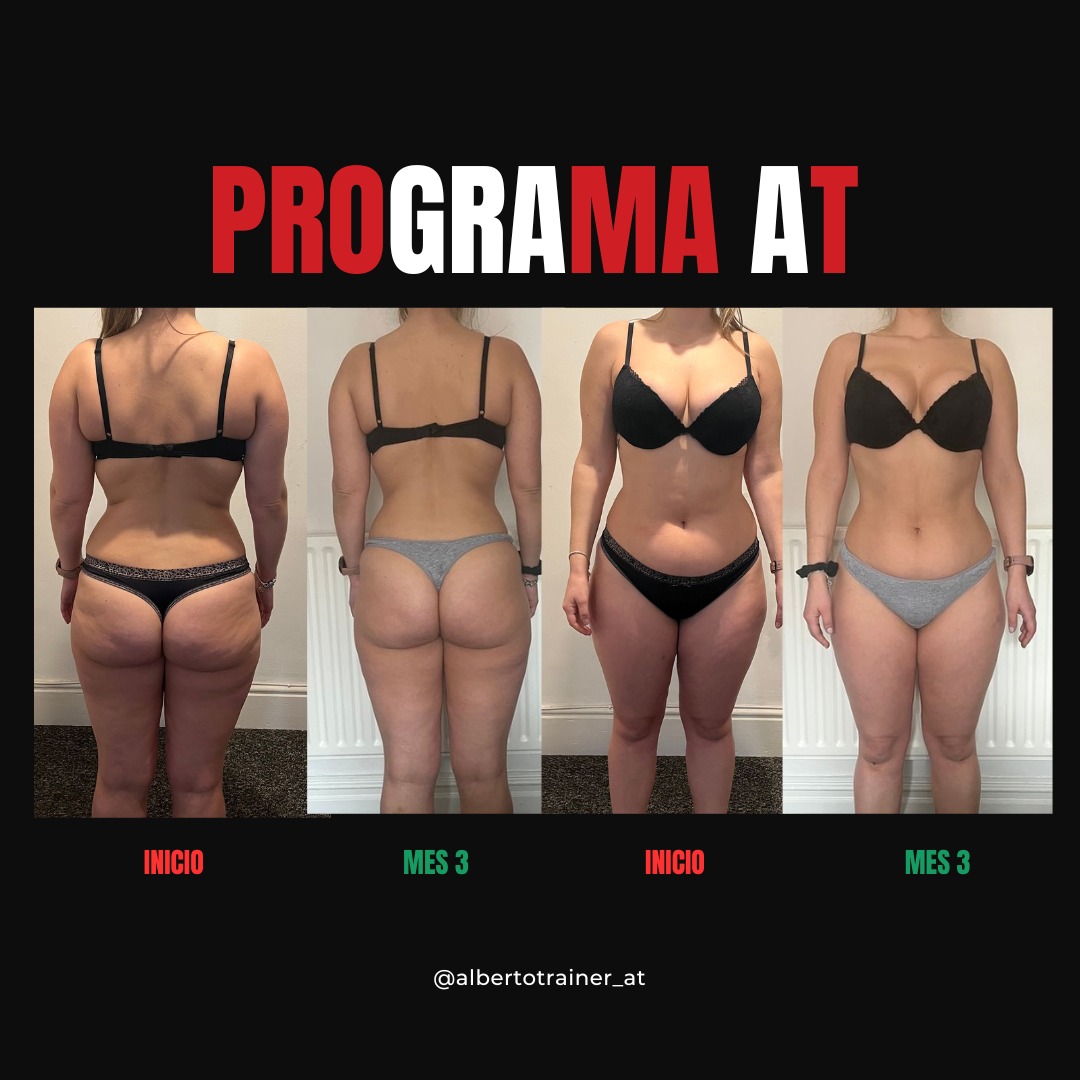 PROGRAMA AT
INICIO
MES 3
INICIO
MES 3
@albertotrainer_at